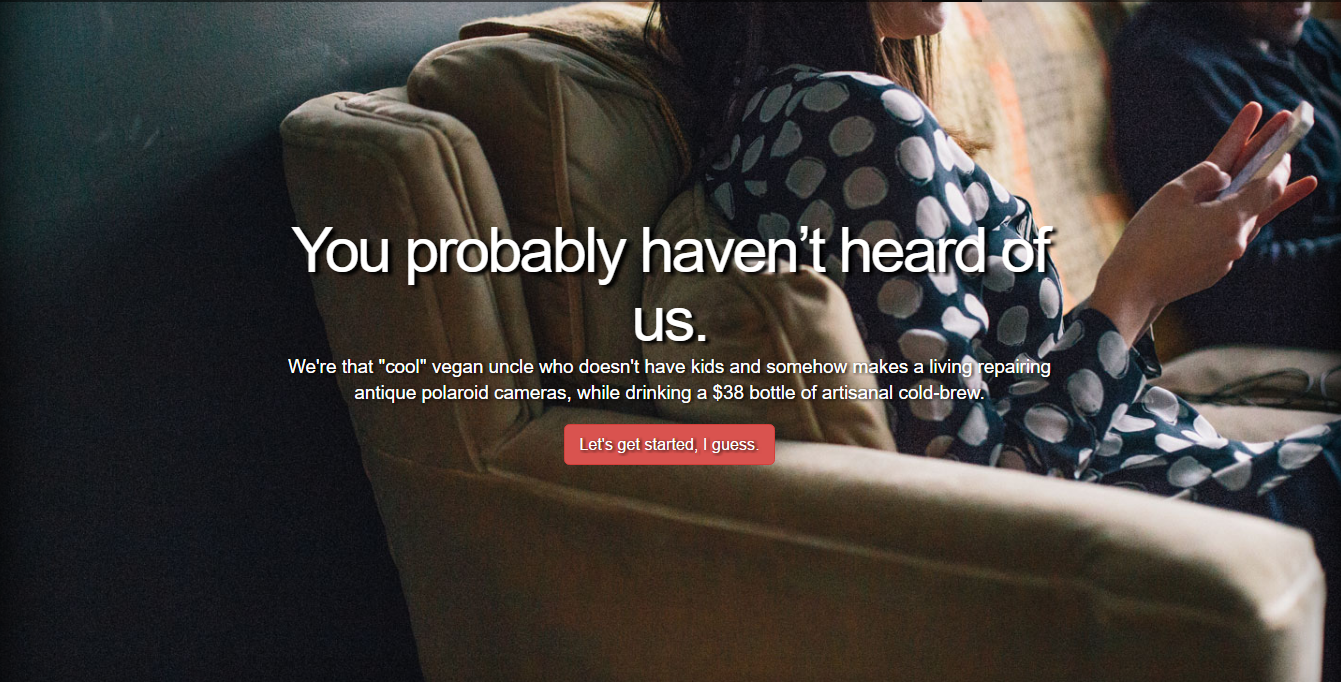 You probably haven’t heard of
us.
We're that "cool" vegan uncle who doesn't have kids and somehow makes a living repairing
antique polaroid cameras, while drinking a $38 bottle of artisanal cold-brew.
Let's get started, I guess.